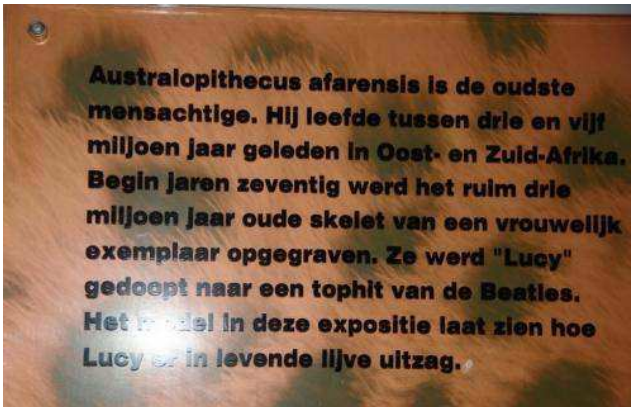 Australopithecus afarensis is de oudste
mensachtige. Hij leefde tussen drie en vijf
miljoen jaar geleden in Oost- en Zuid-Afrika.
Begin jaren zeventig werd het ruim drie
miljoen jaar oude skelet van een vrouwelijk
exemplaar opgegraven. Ze werd "Lucy"
gedoopt naar een tophit van de Beatles.
Het model in deze expositie laat zien hoe
Lucy er in levende lijve uitzag.